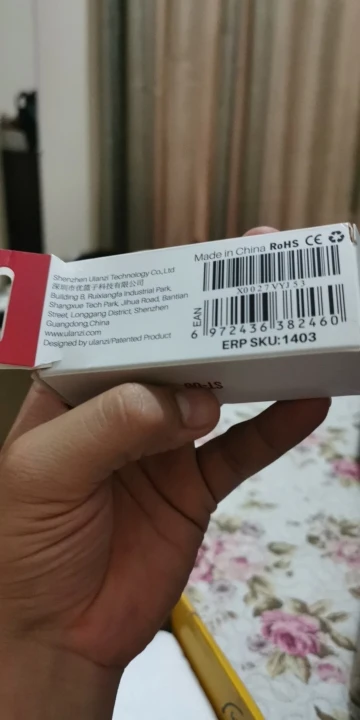 Shenzhen Ulanzi Technology Co.,Ltd
深圳市优篮子科技有限公司
Building B, Ruixiangfa Industrial Park,
Shangxue Tech Park, Jihua Road, Bantian
Street, Longgang District, Shenzhen
Guangdong,China
www.ulanzi.com
Designed by ulanzi/Patented Product
Made in China RoHS CE
X0027VYJ53
EAN
6 972436 382460
ERP SKU:1403